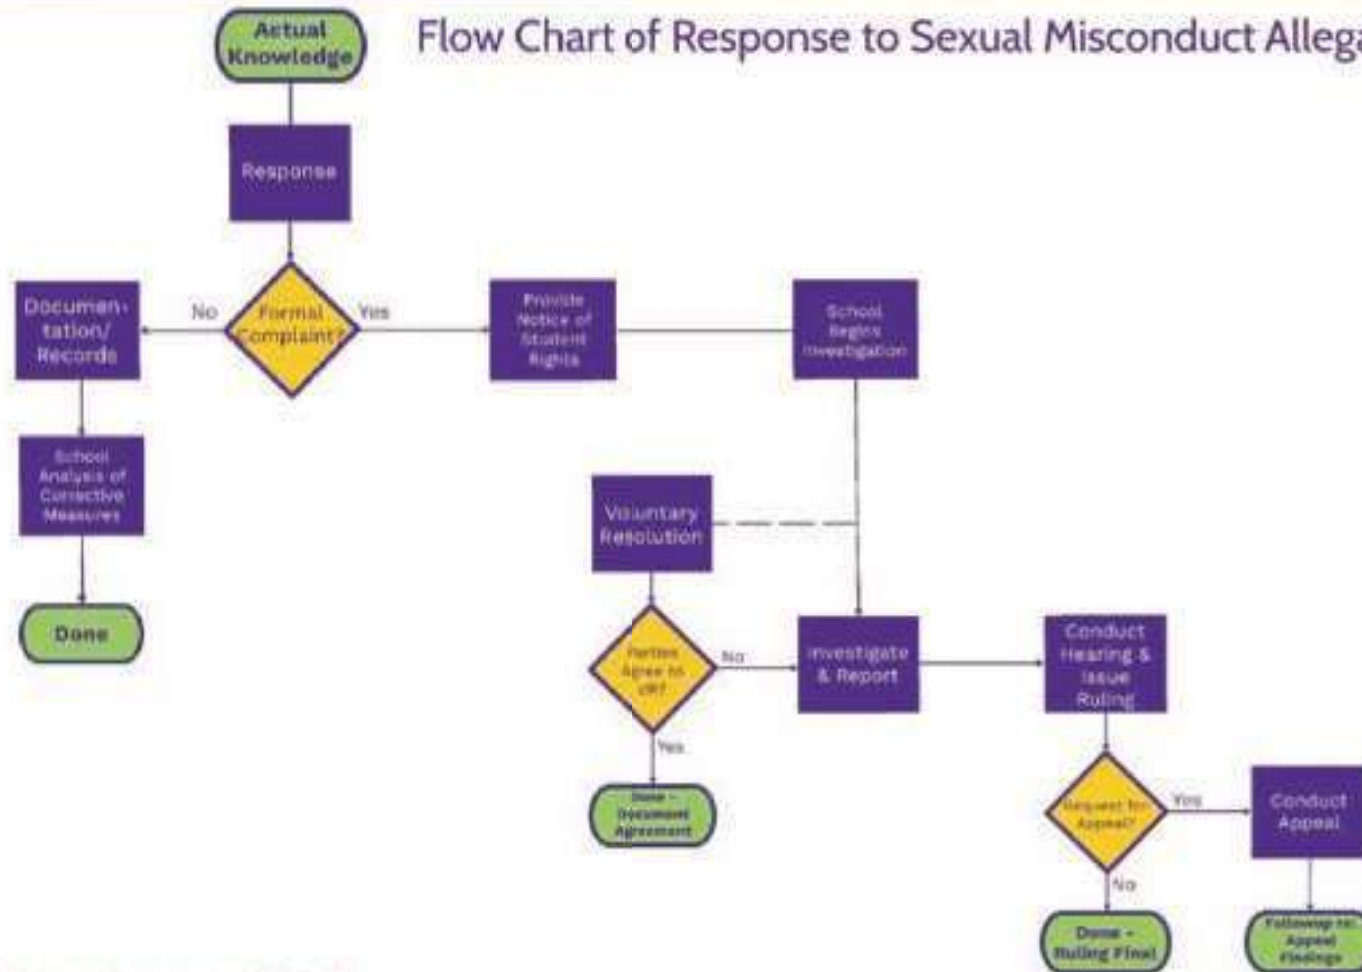 Flow Chart of Response to Sexual Misconduct Allega
Actual
Knowledge
Response
Formal
Complaint?
No
Yes
Documen-
tation/
Records
School
Analysis of
Corrective
Measures
Done
Provide
Notice of
Student
Rights
School
Begins
Investigation
Voluntary
Resolution
Parties
Agree to
No
Yes
Done -
Document
Agreement
Investigate
& Report
Conduct
Hearing &
Issue
Ruling
Request for
Appeal?
Yes
No
Conduct
Appeal
Done -
Ruling Final
Followup re:
Appeal
Findings